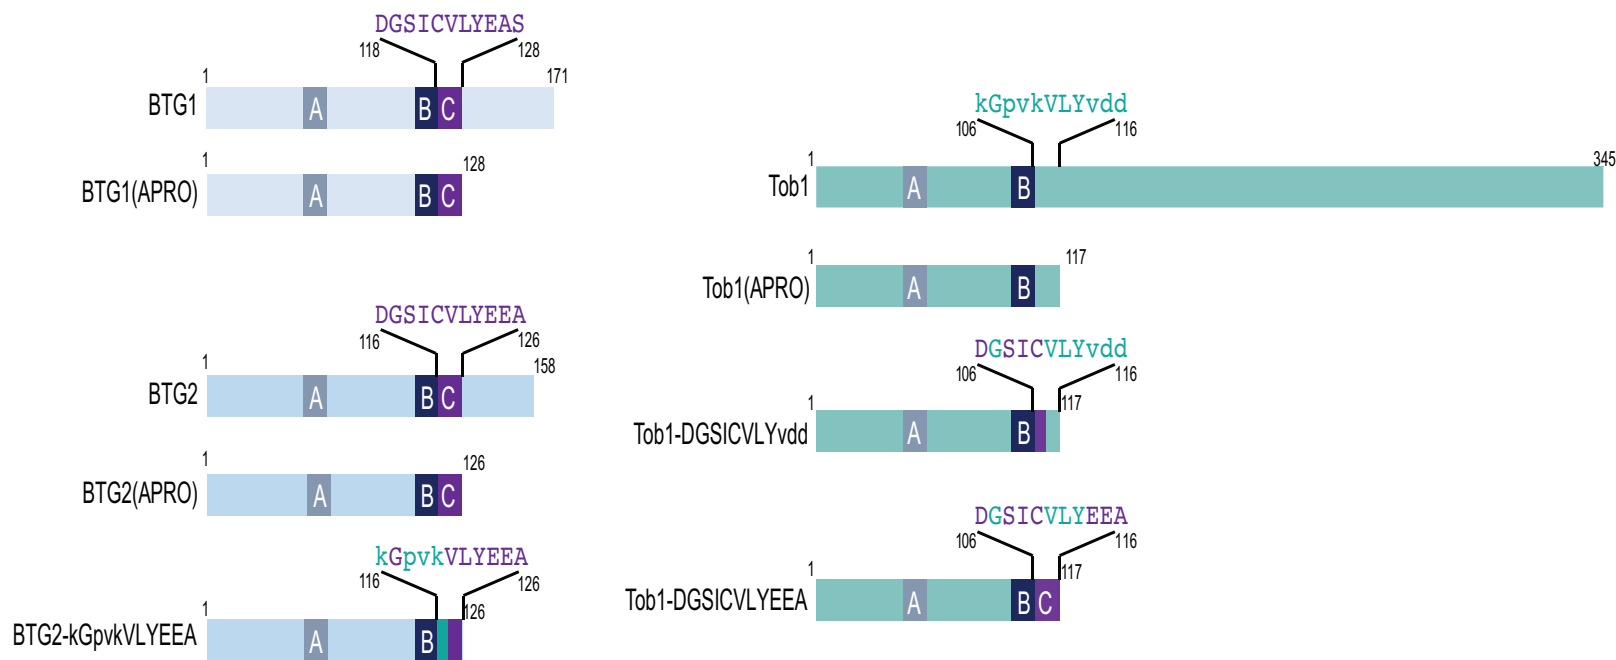 DGSICVLYEAS
118 128
1 171
BTG1 A B C
1 128
BTG1(APRO) A B C
DGSICVLYEEA
116 126
1 158
BTG2 A B C
1 126
BTG2(APRO) A B C
kGpvkVLYEEA
116 126
1 126
BTG2-kGpvkVLYEEA A B
kGpvkVLYvdd
106 116
1 345
Tob1 A B
1 117
Tob1(APRO) A B
DGSICVLYvdd
106 116
1 117
Tob1-DGSICVLYvdd A B
DGSICVLYEEA
106 116
1 117
Tob1-DGSICVLYEEA A B C